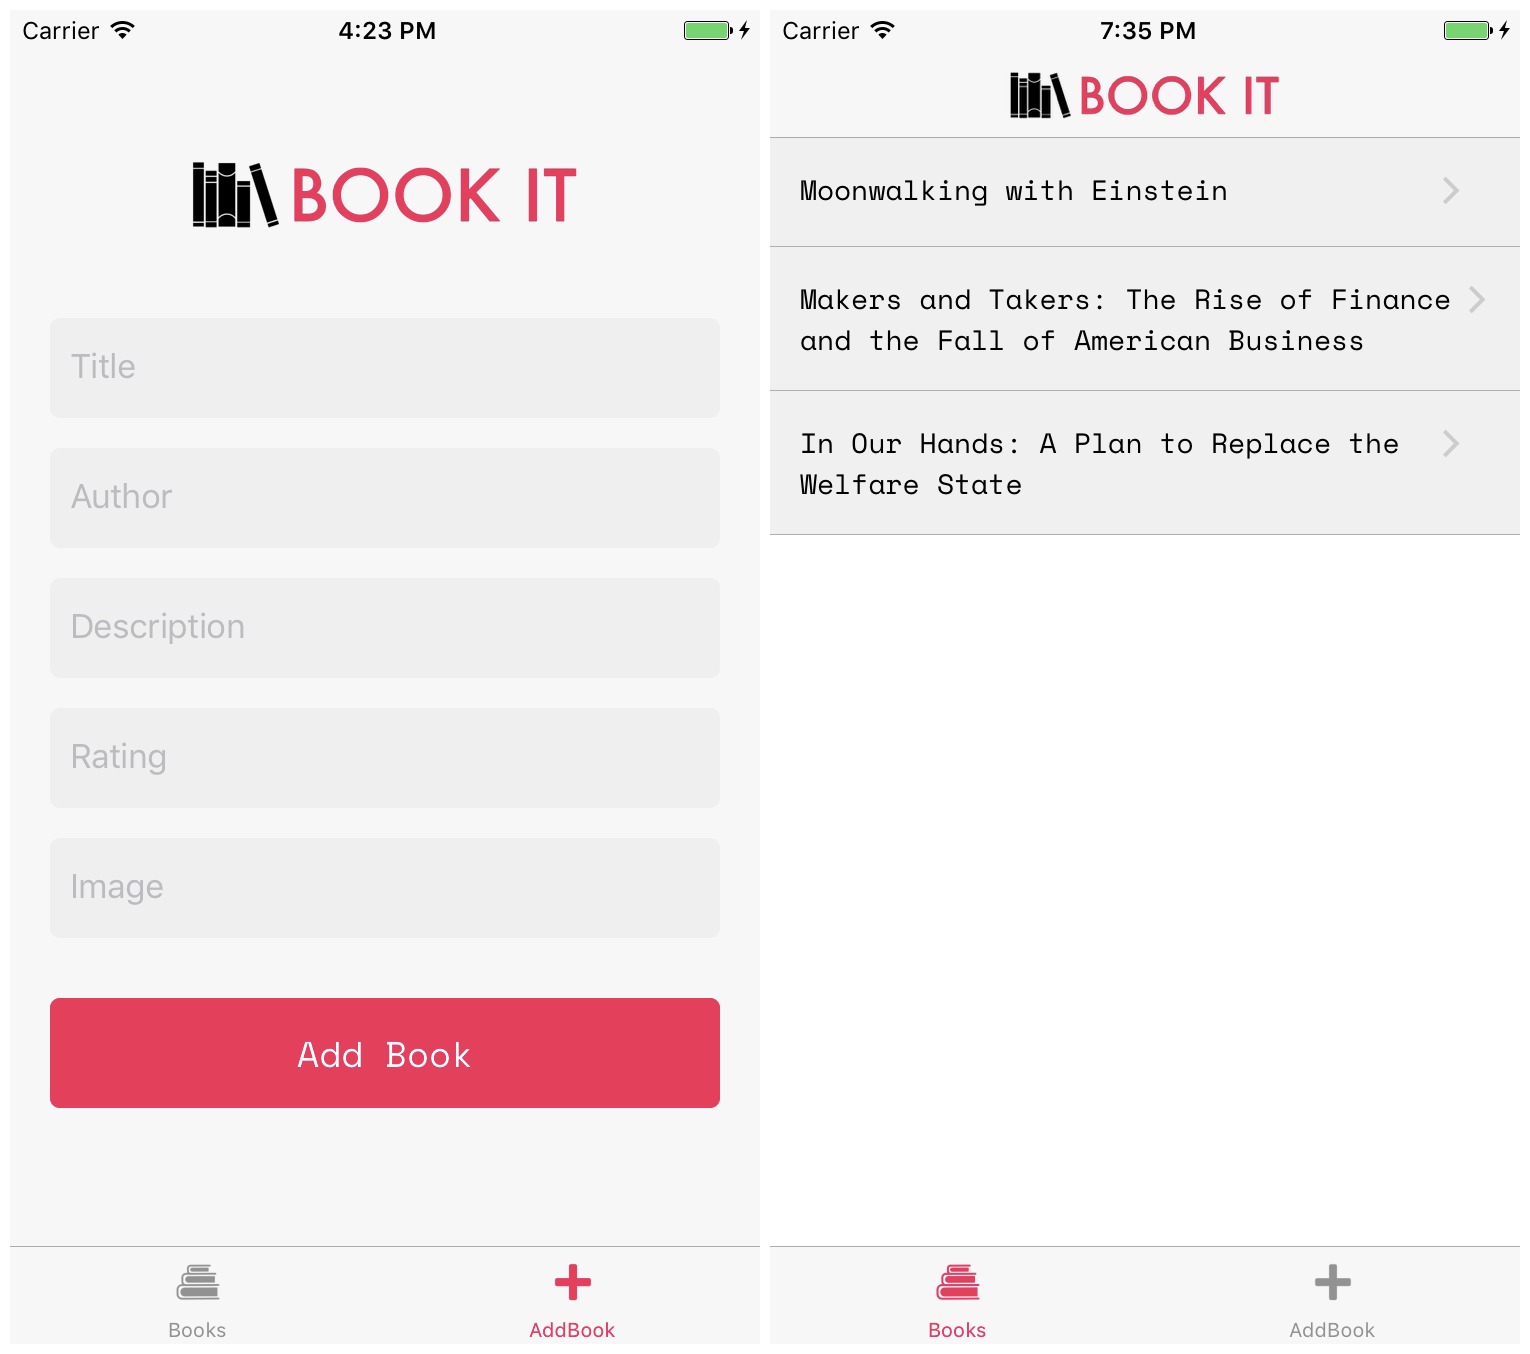 Carrier 4:23 PM
BOOK IT
Title
Author
Description
Rating
Image
Add Book
Books AddBook
Carrier 7:35 PM
BOOK IT
Moonwalking with Einstein
Makers and Takers: The Rise of Finance
and the Fall of American Business
In Our Hands: A Plan to Replace the
Welfare State
Books AddBook